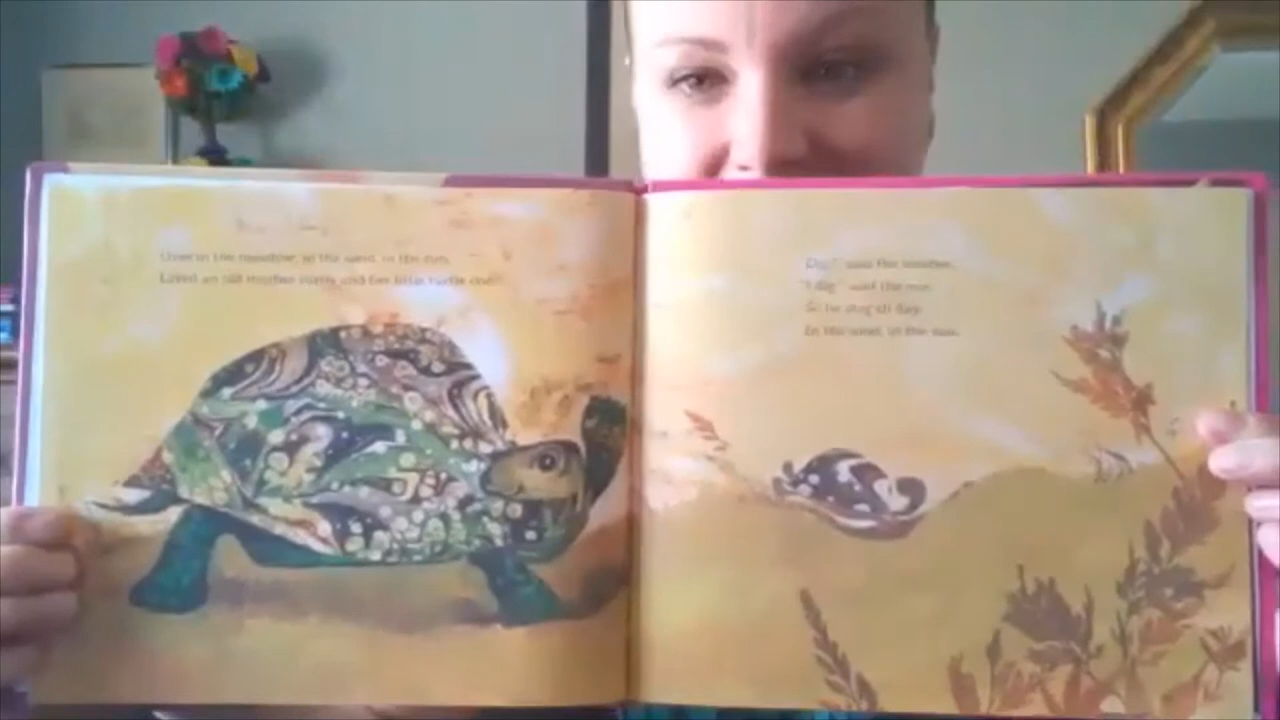 Over in the meadow, in the sand, in the sun,
Lived an old mother turtle and her little turtle one.
"Dig," said the mother.
"I dig," said the one.
So he dug all day
In the sand, in the sun.